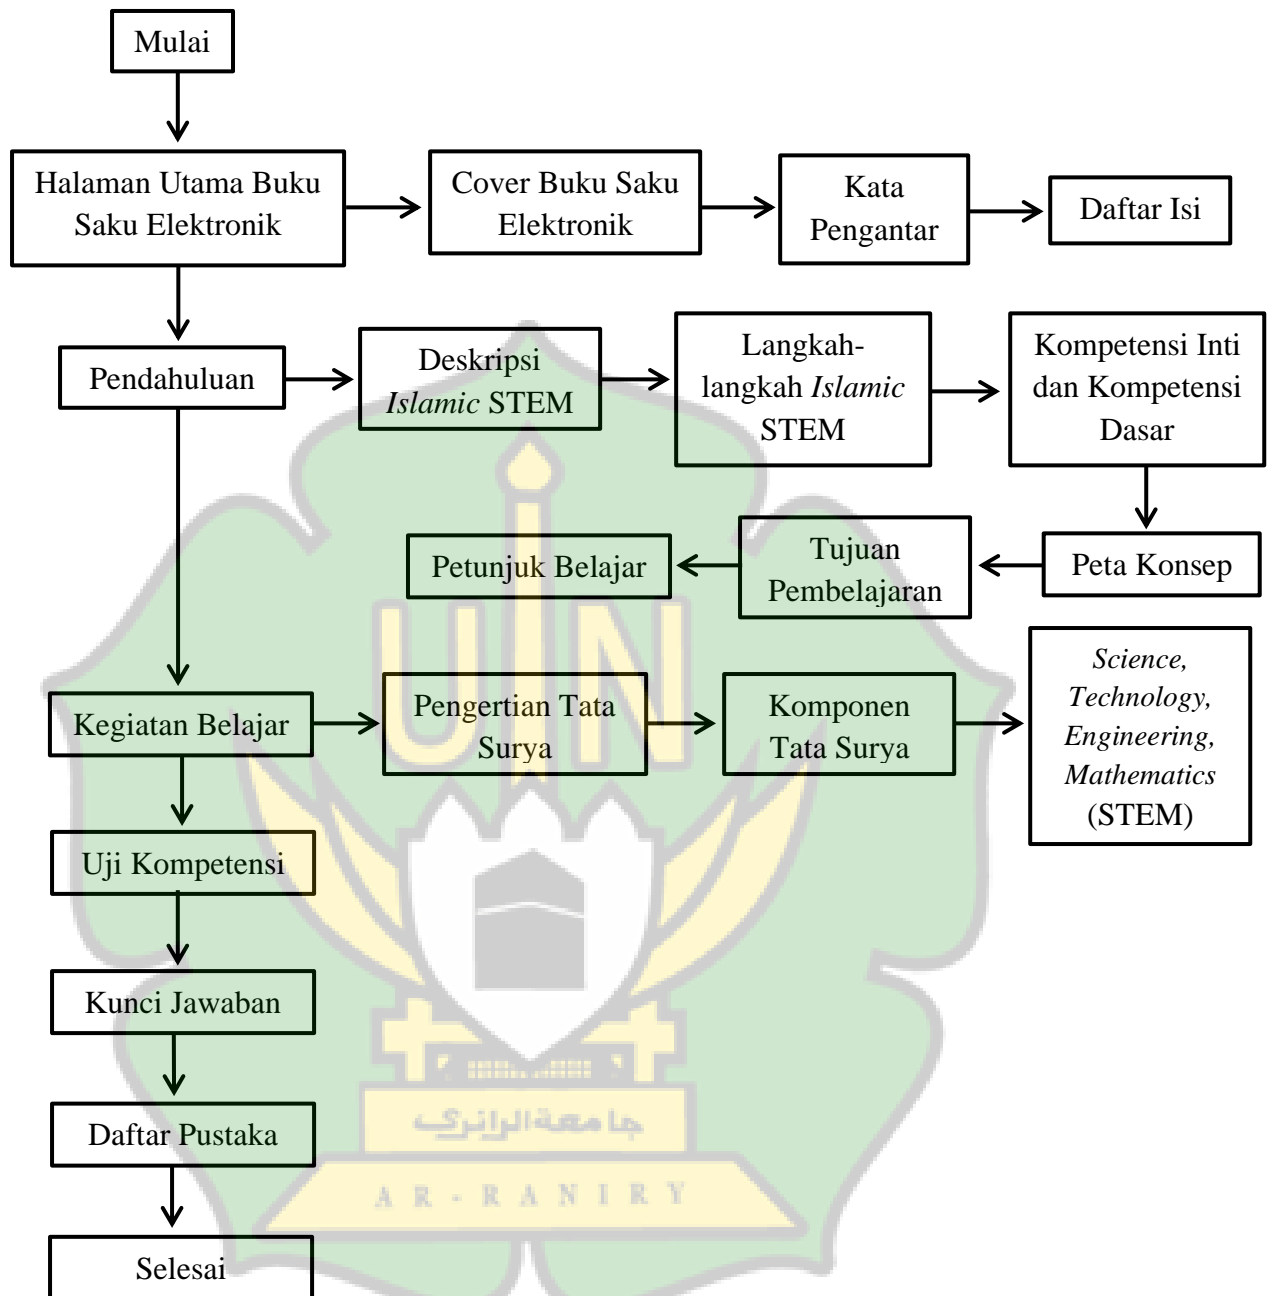 Mulai
Halaman Utama Buku
Saku Elektronik
Cover Buku Saku
Elektronik
Kata
Pengantar
Daftar Isi
Pendahuluan
Deskripsi
Islamic STEM
Langkah-
langkah Islamic
STEM
Kompetensi Inti
dan Kompetensi
Dasar
Peta Konsep
Tujuan
Pembelajaran
Petunjuk Belajar
UIN
Kegiatan Belajar
Pengertian Tata
Surya
Komponen
Tata Surya
Science,
Technology,
Engineering,
Mathematics
(STEM)
Uji Kompetensi
Kunci Jawaban
Daftar Pustaka
جامعة الرانري
AR-RANIRY
Selesai